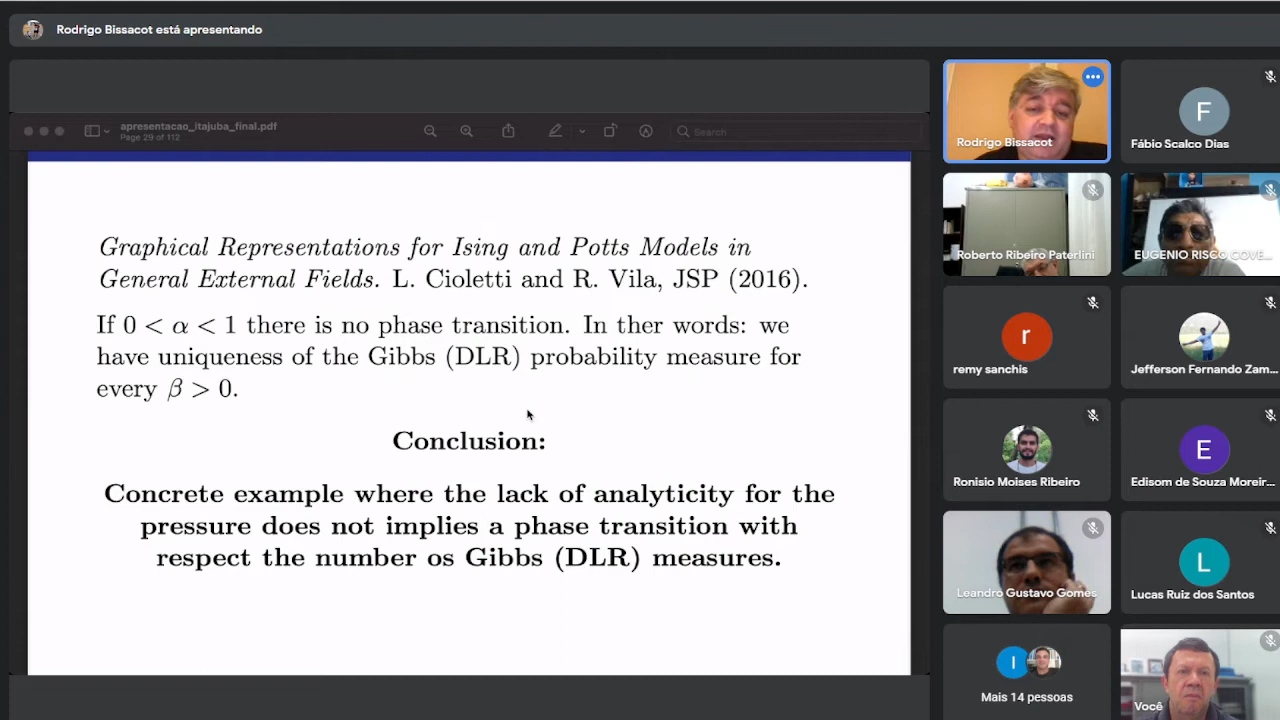 Rodrigo Bissacot está apresentando
apresentacao_itajuba_final.pdf
Page 29 of 112
Search
Graphical Representations for Ising and Potts Models in
General External Fields. L. Cioletti and R. Vila, JSP (2016).
If 0 < α < 1 there is no phase transition. In ther words: we
have uniqueness of the Gibbs (DLR) probability measure for
every β > 0.
Conclusion:
Concrete example where the lack of analyticity for the
pressure does not implies a phase transition with
respect the number os Gibbs (DLR) measures.
Rodrigo Bissacot
F
Fábio Scalco Dias
Roberto Ribeiro Paterlini
EUGENIO RISCO GOVE...
r
remy sanchis
Jefferson Fernando Zam...
Ronisio Moises Ribeiro
E
Edisom de Souza Moreir...
Leandro Gustavo Gomes
L
Lucas Ruiz dos Santos
I
Mais 14 pessoas
Você